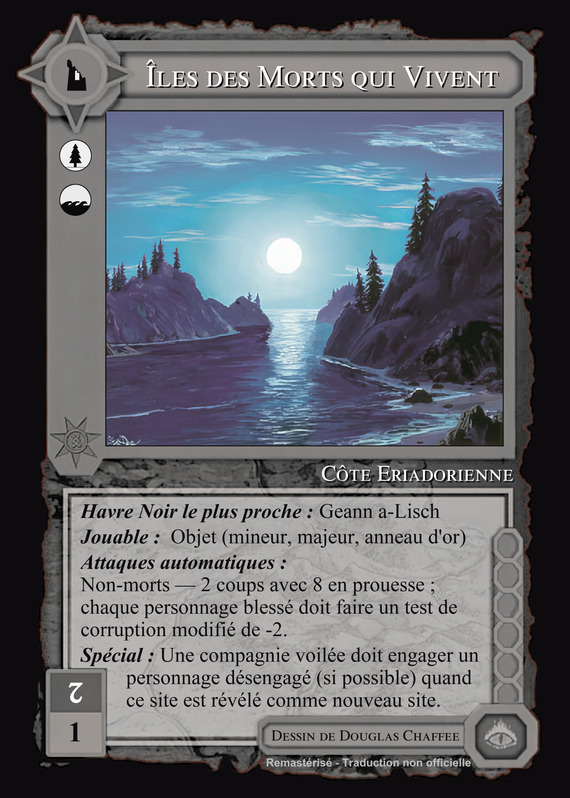 Îles des Morts qui Vivent
Côte Eriadorienne
Havre Noir le plus proche : Geann a-Lisch
Jouable : Objet (mineur, majeur, anneau d'or)
Attaques automatiques :
Non-morts — 2 coups avec 8 en prouesse ;
chaque personnage blessé doit faire un test de
corruption modifié de -2.
Spécial : Une compagnie voilée doit engager un
personnage désengagé (si possible) quand
ce site est révélé comme nouveau site.
2
1
Dessin de Douglas Chaffee
Remastérisé - Traduction non officielle